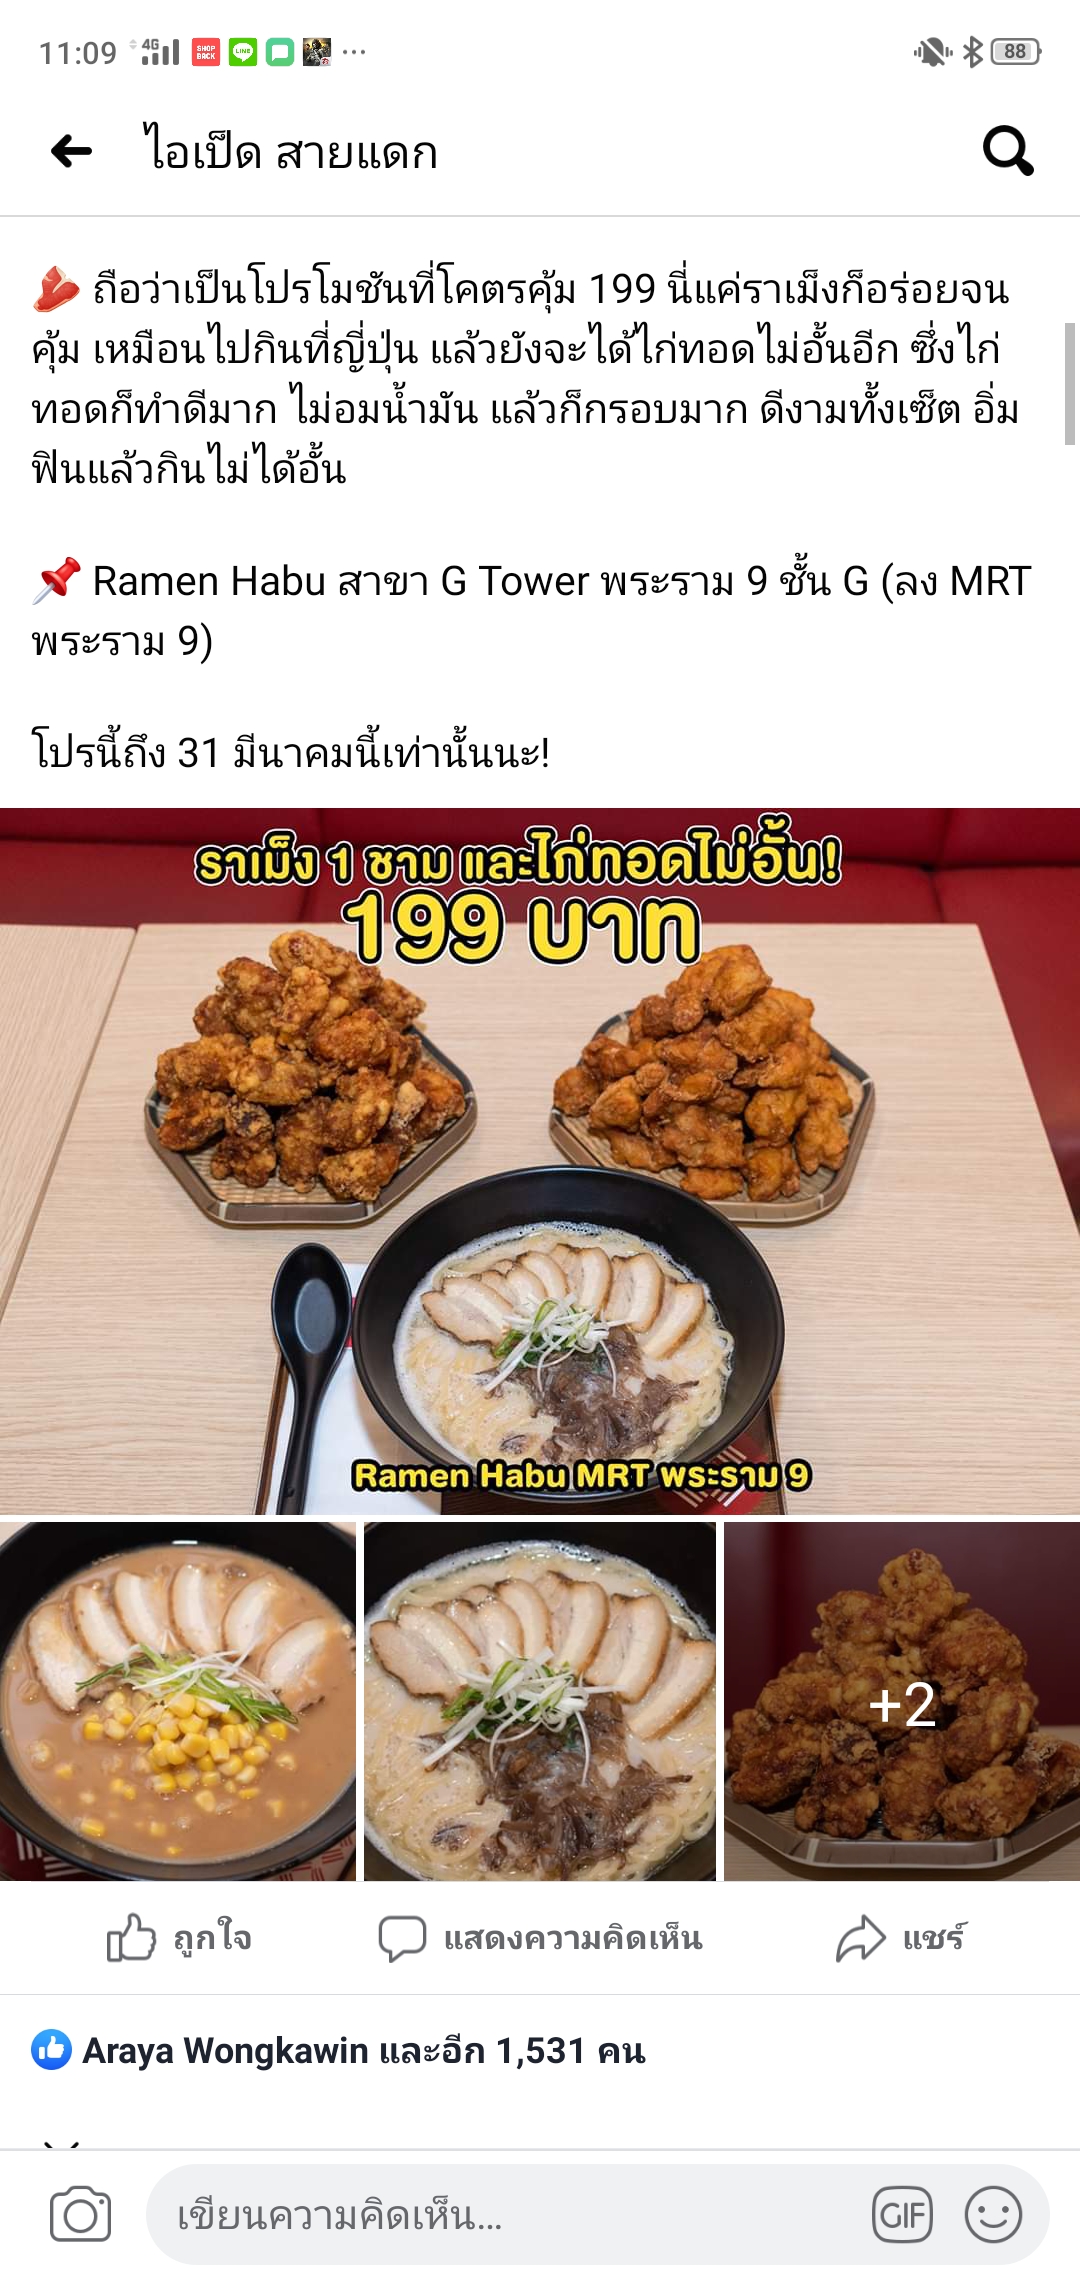 11:09 4G SHOP BACK LINE 88
ไอเป็ด สายแดก
ถือว่าเป็นโปรโมชันที่โคตรคุ้ม 199 นี่แค่ราเม็งก็อร่อยจน
คุ้ม เหมือนไปกินที่ญี่ปุ่น แล้วยังจะได้ไก่ทอดไม่อั้นอีก ซึ่งไก่
ทอดก็ทำดีมาก ไม่อมน้ำมัน แล้วก็กรอบมาก ดีงามทั้งเซ็ต อิ่ม
ฟินแล้วกินไม่ได้อั้น
Ramen Habu สาขา G Tower พระราม 9 ชั้น G (ลง MRT
พระราม 9)
โปรนี้ถึง 31 มีนาคมนี้เท่านั้นนะ!
ราเม็ง 1 ชาม และไก่ทอดไม่อั้น!
199 บาท
Ramen Habu MRT พระราม 9
+2
ถูกใจ แสดงความคิดเห็น แชร์
Araya Wongkawin และอีก 1,531 คน
เขียนความคิดเห็น... GIF